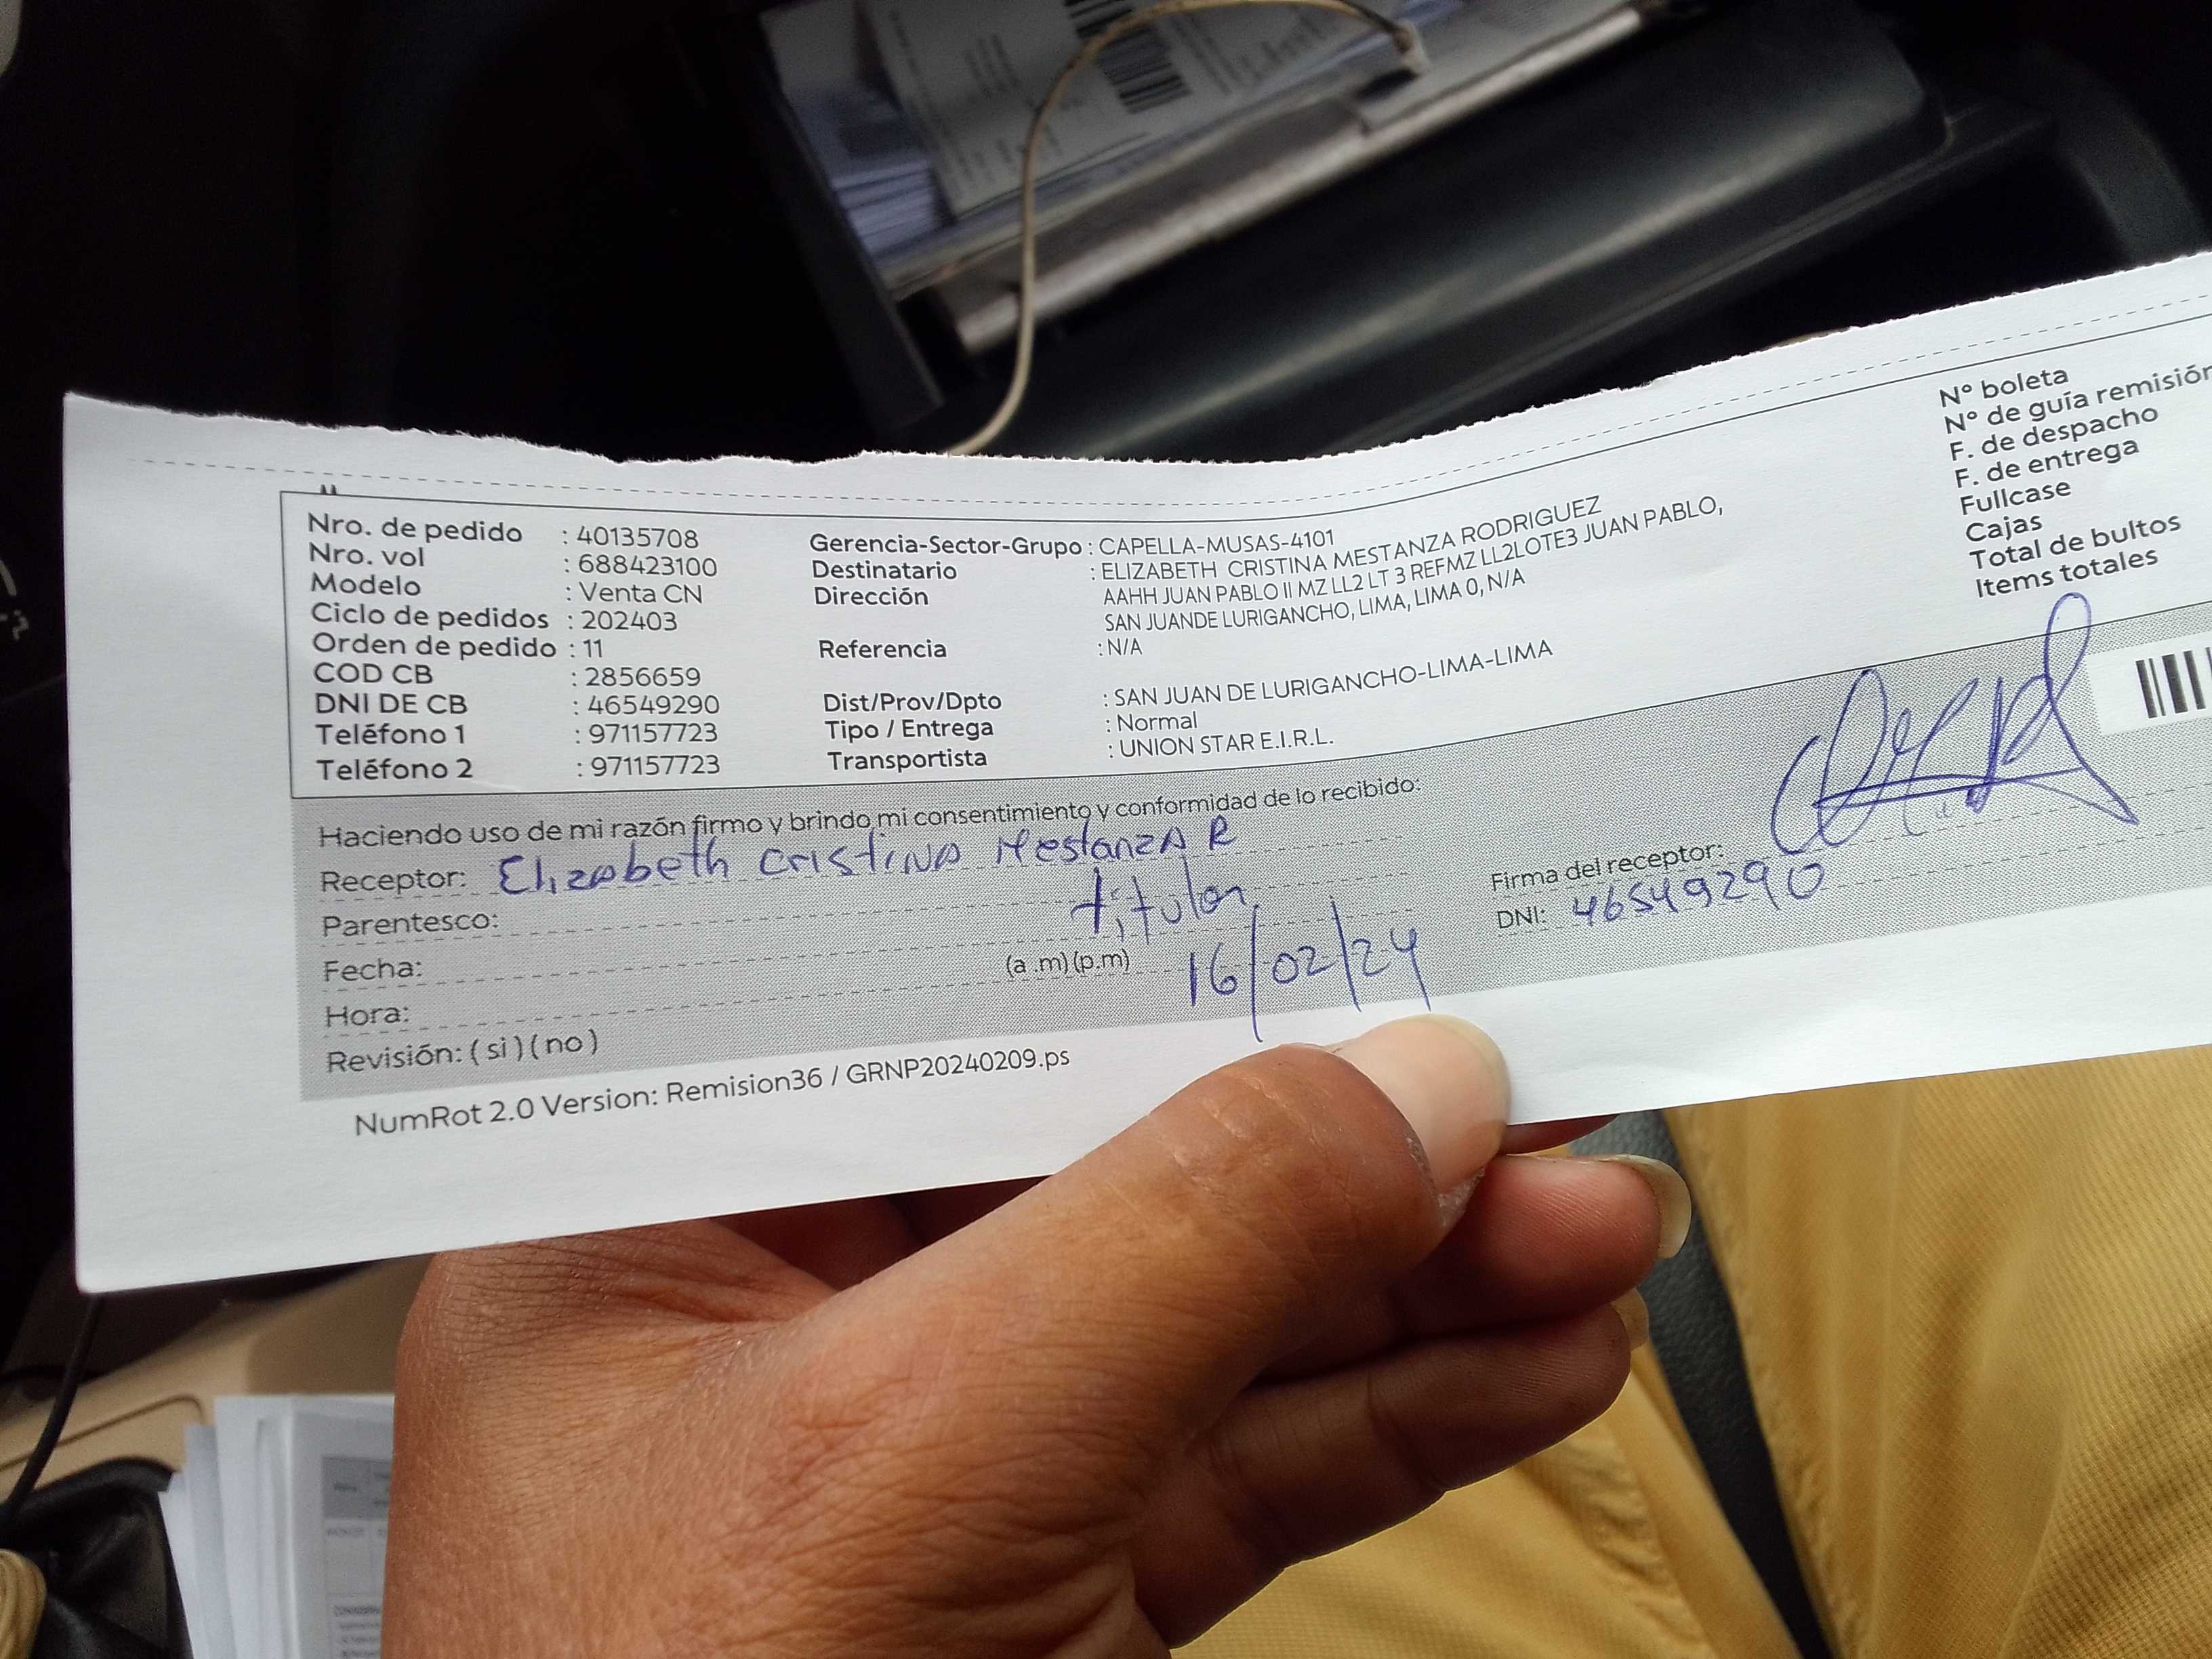 Nro. de pedido : 40135708
Nro. vol : 688423100
Modelo : Venta CN
Ciclo de pedidos : 202403
Orden de pedido : 11
COD CB : 2856659
DNI DE CB : 46549290
Teléfono 1 : 971157723
Teléfono 2 : 971157723
Gerencia-Sector-Grupo : CAPELLA-MUSAS-4101
Destinatario : ELIZABETH CRISTINA MESTANZA RODRIGUEZ
Dirección AAHH JUAN PABLO II MZ LL2 LT 3 REFMZ LL2LOTE3 JUAN PABLO,
SAN JUANDE LURIGANCHO, LIMA, LIMA 0, N/A
Referencia : N/A
Dist/Prov/Dpto : SAN JUAN DE LURIGANCHO-LIMA-LIMA
Tipo / Entrega : Normal
Transportista : UNION STAR E.I.R.L.
Nº boleta
Nº de guía remisión
F. de despacho
F. de entrega
Fullcase
Cajas
Total de bultos
Items totales
Haciendo uso de mi razón firmo y brindo mi consentimiento y conformidad de lo recibido:
Receptor: Elizabeth Cristina Mestanza R
Parentesco: titular
Fecha: 16/02/24
Hora: (a .m) (p.m)
Revisión: ( si ) ( no )
Firma del receptor:
DNI: 46549290
NumRot 2.0 Version: Remision36 / GRNP20240209.ps